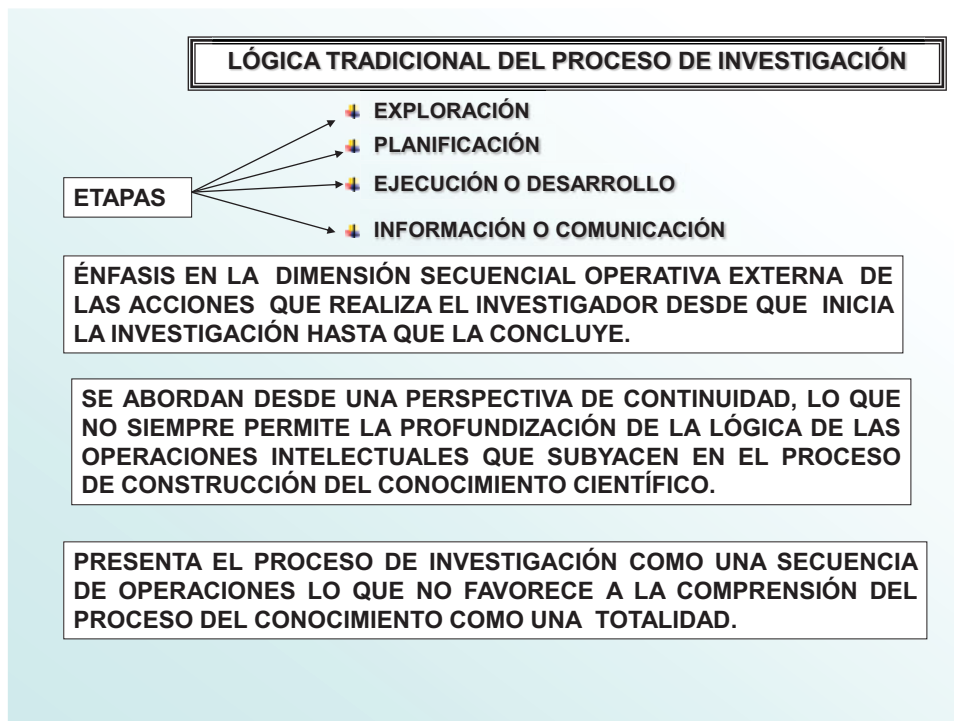 LÓGICA TRADICIONAL DEL PROCESO DE INVESTIGACIÓN
EXPLORACIÓN
PLANIFICACIÓN
ETAPAS
EJECUCIÓN O DESARROLLO
INFORMACIÓN O COMUNICACIÓN
ÉNFASIS EN LA DIMENSIÓN SECUENCIAL OPERATIVA EXTERNA DE
LAS ACCIONES QUE REALIZA EL INVESTIGADOR DESDE QUE INICIA
LA INVESTIGACIÓN HASTA QUE LA CONCLUYE.
SE ABORDAN DESDE UNA PERSPECTIVA DE CONTINUIDAD, LO QUE
NO SIEMPRE PERMITE LA PROFUNDIZACIÓN DE LA LÓGICA DE LAS
OPERACIONES INTELECTUALES QUE SUBYACEN EN EL PROCESO
DE CONSTRUCCIÓN DEL CONOCIMIENTO CIENTÍFICO.
PRESENTA EL PROCESO DE INVESTIGACIÓN COMO UNA SECUENCIA
DE OPERACIONES LO QUE NO FAVORECE A LA COMPRENSIÓN DEL
PROCESO DEL CONOCIMIENTO COMO UNA TOTALIDAD.